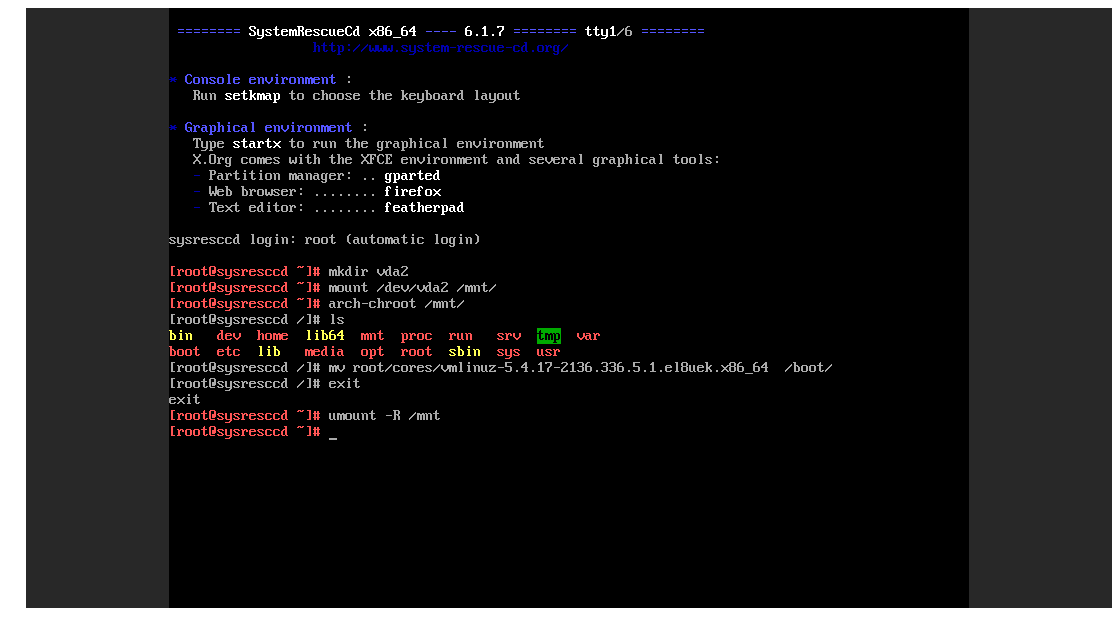 ======== SystemRescueCd x86_64 ---- 6.1.7 ======== tty1/6 ========
http://www.system-rescue-cd.org/
* Console environment :
Run setkmap to choose the keyboard layout
* Graphical environment :
Type startx to run the graphical environment
X.Org comes with the XFCE environment and several graphical tools:
- Partition manager: .. gparted
- Web browser: ........ firefox
- Text editor: ........ featherpad
sysresccd login: root (automatic login)
[root@sysresccd ~]# mkdir vda2
[root@sysresccd ~]# mount /dev/vda2 /mnt/
[root@sysresccd ~]# arch-chroot /mnt/
[root@sysresccd /]# ls
bin dev home lib64 mnt proc run srv tmp var
boot etc lib media opt root sbin sys usr
[root@sysresccd /]# mv root/cores/vmlinuz-5.4.17-2136.336.5.1.el8uek.x86_64 /boot/
[root@sysresccd /]# exit
exit
[root@sysresccd ~]# umount -R /mnt
[root@sysresccd ~]# _